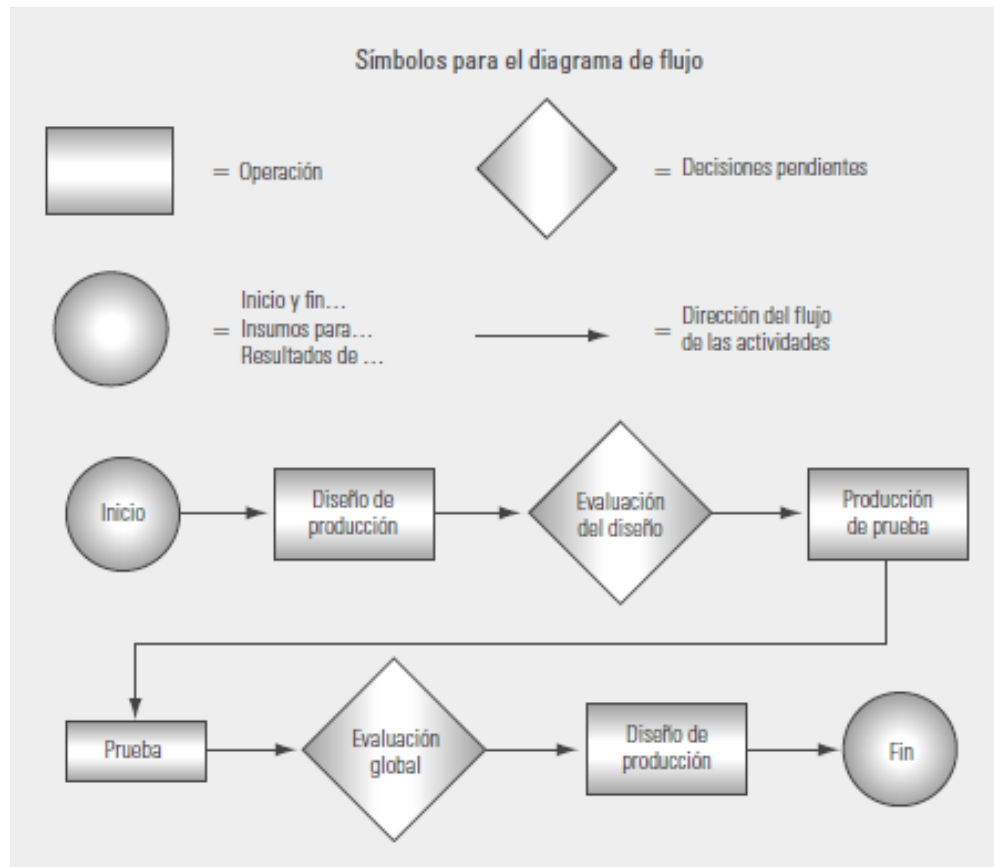 Símbolos para el diagrama de flujo
= Operación
= Decisiones pendientes
Inicio y fin...
= Insumos para...
Resultados de ...
= Dirección del flujo
de las actividades
Inicio
Diseño de
producción
Evaluación
del diseño
Producción
de prueba
Prueba
Evaluación
global
Diseño de
producción
Fin